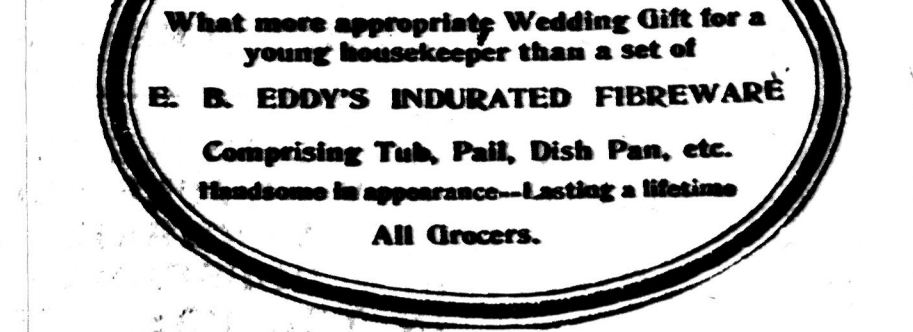 What more appropriate Wedding Gift for a
young housekeeper than a set of
E. B. EDDY'S INDURATED FIBREWARE
Comprising Tub, Pail, Dish Pan, etc.
Handsome in appearance--Lasting a lifetime
All Grocers.